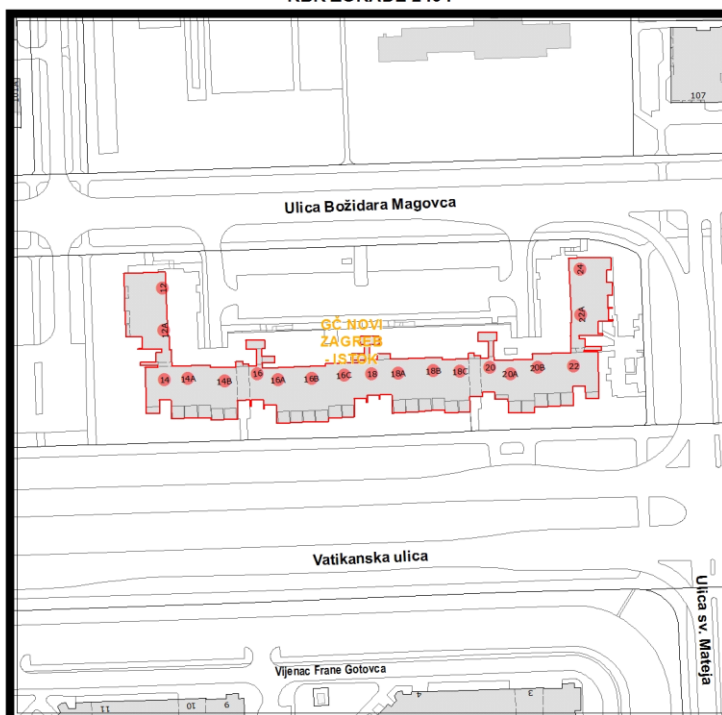 107
Ulica Božidara Magovca
24
12
22A
GČ NOVI
ZAGREB
- ISTOK
12A
14
14A
14B
16
16A
16B
16C
18
18A
18B
18C
20
20A
20B
22
Vatikanska ulica
Ulica sv. Mateja
Vijenac Frane Gotovca
11
10
9
4
3